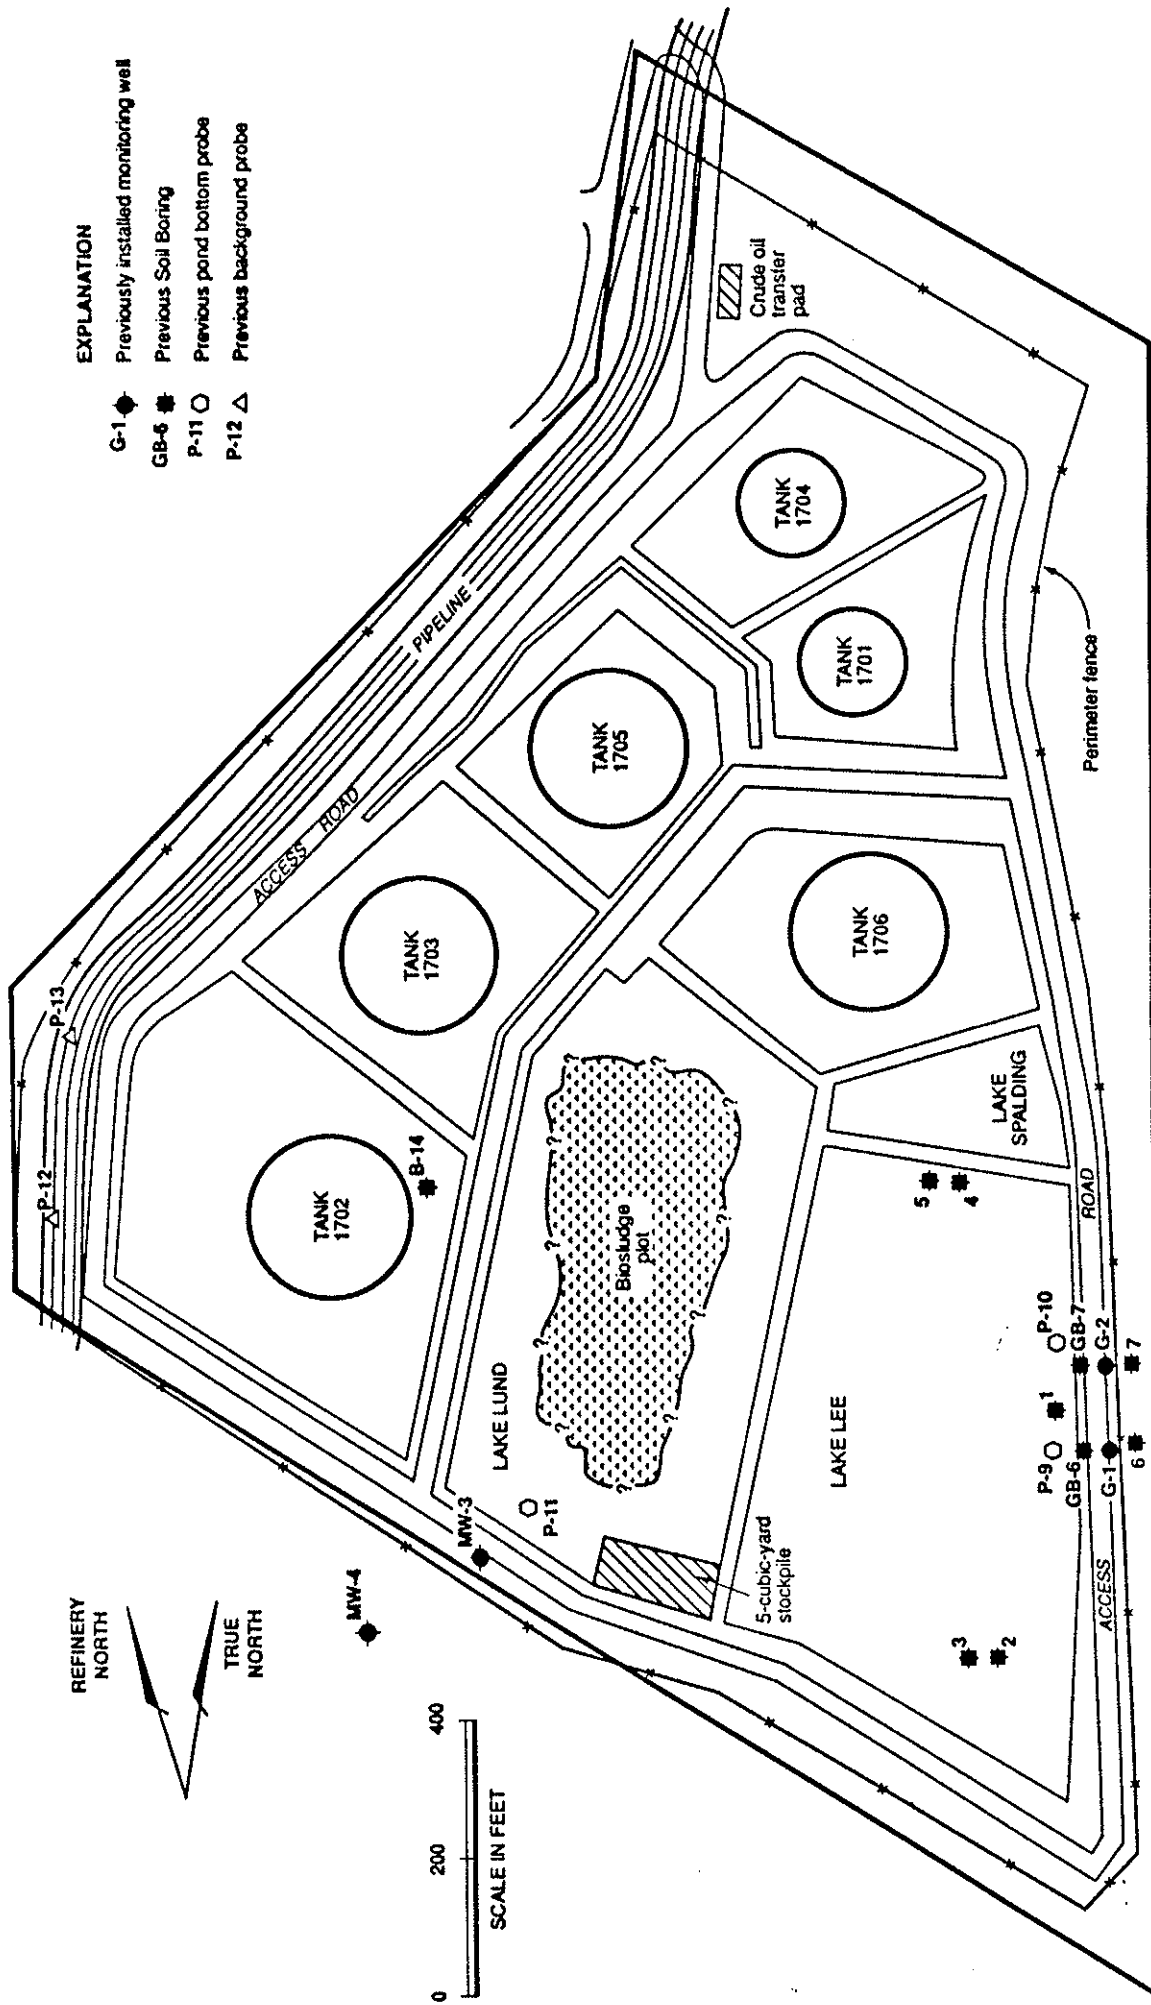 EXPLANATION
G-1 Previously installed monitoring well
GB-6 Previous Soil Boring
P-11 Previous pond bottom probe
P-12 Previous background probe
REFINERY
NORTH
TRUE
NORTH
0 200 400
SCALE IN FEET
MW-4
MW-3
P-12
P-13
PIPELINE
ACCESS ROAD
Crude oil
transfer
pad
TANK
1702
B-14
TANK
1703
TANK
1705
TANK
1704
TANK
1701
TANK
1706
LAKE LUND
P-11
Biosludge
plot
? ? ? ? ? ? ? ? ? ? ? ?
5-cubic-yard
stockpile
LAKE LEE
LAKE
SPALDING
3
2
5
4
P-9
1
P-10
GB-6
GB-7
G-1
G-2
6
7
ACCESS ROAD
Perimeter fence